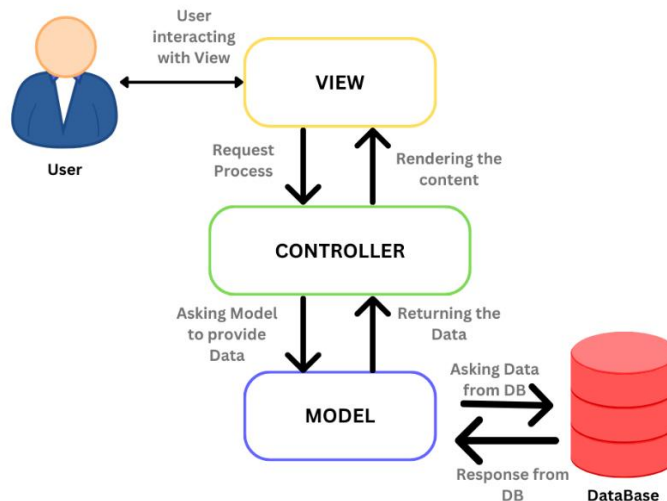 User
interacting
with View
VIEW
User
Request
Process
Rendering the
content
CONTROLLER
Asking Model
to provide
Data
Returning the
Data
MODEL
Asking Data
from DB
Response from
DB
DataBase